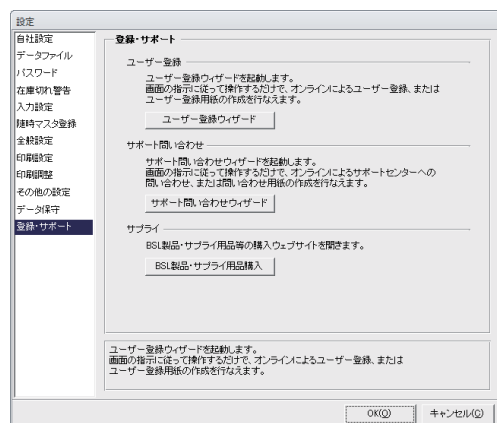 設定
自社設定
データファイル
パスワード
在庫切れ警告
入力設定
随時マスタ登録
全般設定
印刷設定
印刷調整
その他の設定
データ保守
登録・サポート
登録・サポート
ユーザー登録
ユーザー登録ウィザードを起動します。
画面の指示に従って操作するだけで、オンラインによるユーザー登録、または
ユーザー登録用紙の作成を行なえます。
ユーザー登録ウィザード
サポート問い合わせ
サポート問い合わせウィザードを起動します。
画面の指示に従って操作するだけで、オンラインによるサポートセンターへの
問い合わせ、または問い合わせ用紙の作成を行なえます。
サポート問い合わせウィザード
サプライ
BSL製品・サプライ用品等の購入ウェブサイトを開きます。
BSL製品・サプライ用品購入
ユーザー登録ウィザードを起動します。
画面の指示に従って操作するだけで、オンラインによるユーザー登録、または
ユーザー登録用紙の作成を行なえます。
OK(O)
キャンセル(C)